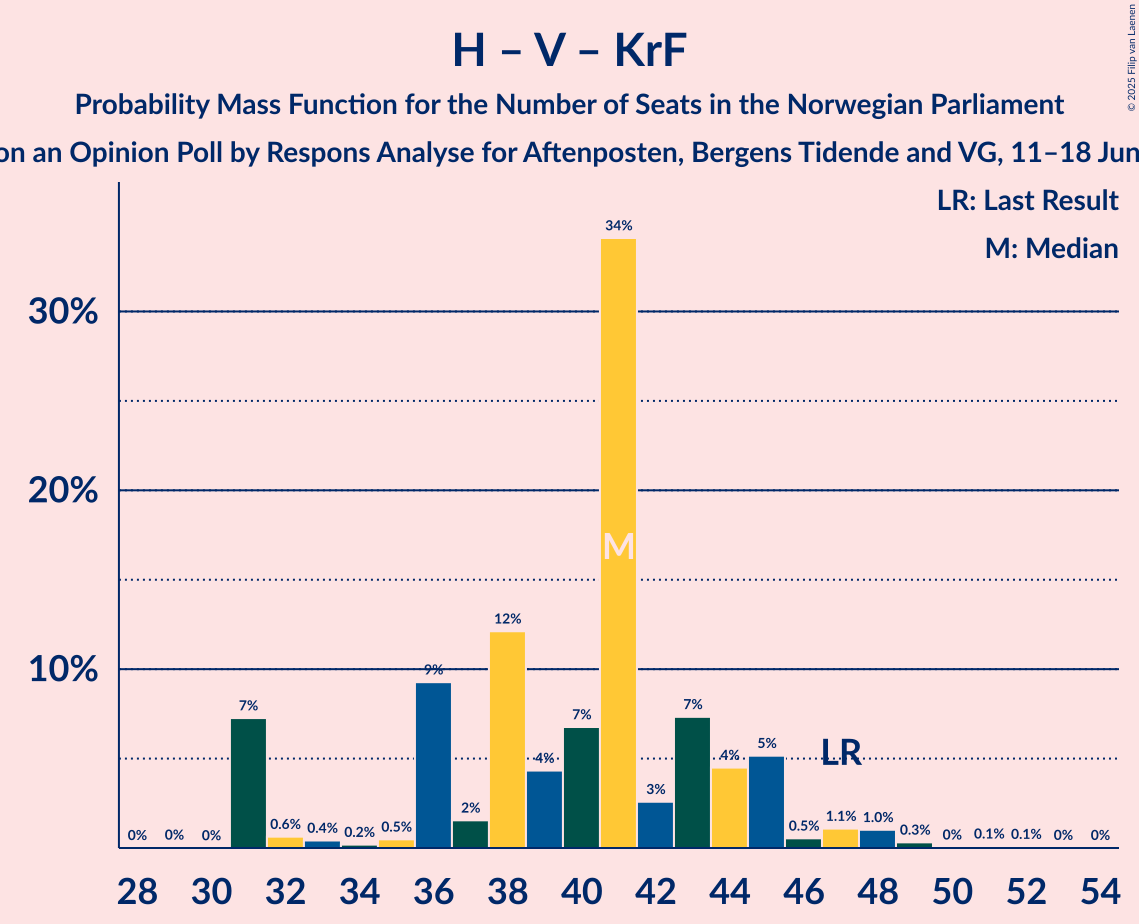 © 2025 Filip van Laenen
H – V – KrF
Probability Mass Function for the Number of Seats in the Norwegian Parliament
on an Opinion Poll by Respons Analyse for Aftenposten, Bergens Tidende and VG, 11–18 Jun
LR: Last Result
M: Median
34%
30%
20%
M
12%
10%
9%
7%
7%
7%
LR
5%
4%
4%
3%
2%
1.1%
1.0%
0% 0% 0% 0.6% 0.4% 0.2% 0.5% 0.5% 0.3% 0% 0.1% 0.1% 0% 0%
28 30 32 34 36 38 40 42 44 46 48 50 52 54